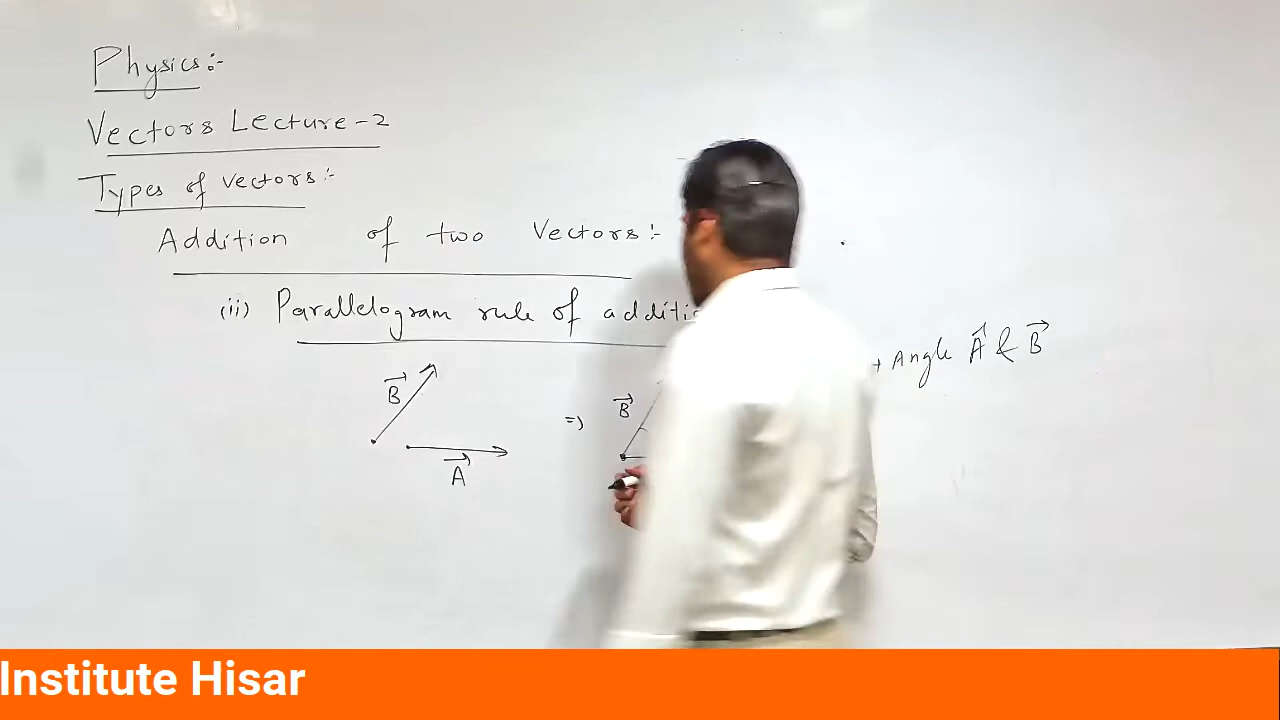 Physics:-
Vectors Lecture-2
Types of vectors:-
Addition of two Vectors:-
(ii) Parallelogram rule of additi
Angle A⃗ & B⃗
B⃗
A⃗
⇒
B⃗
Institute Hisar